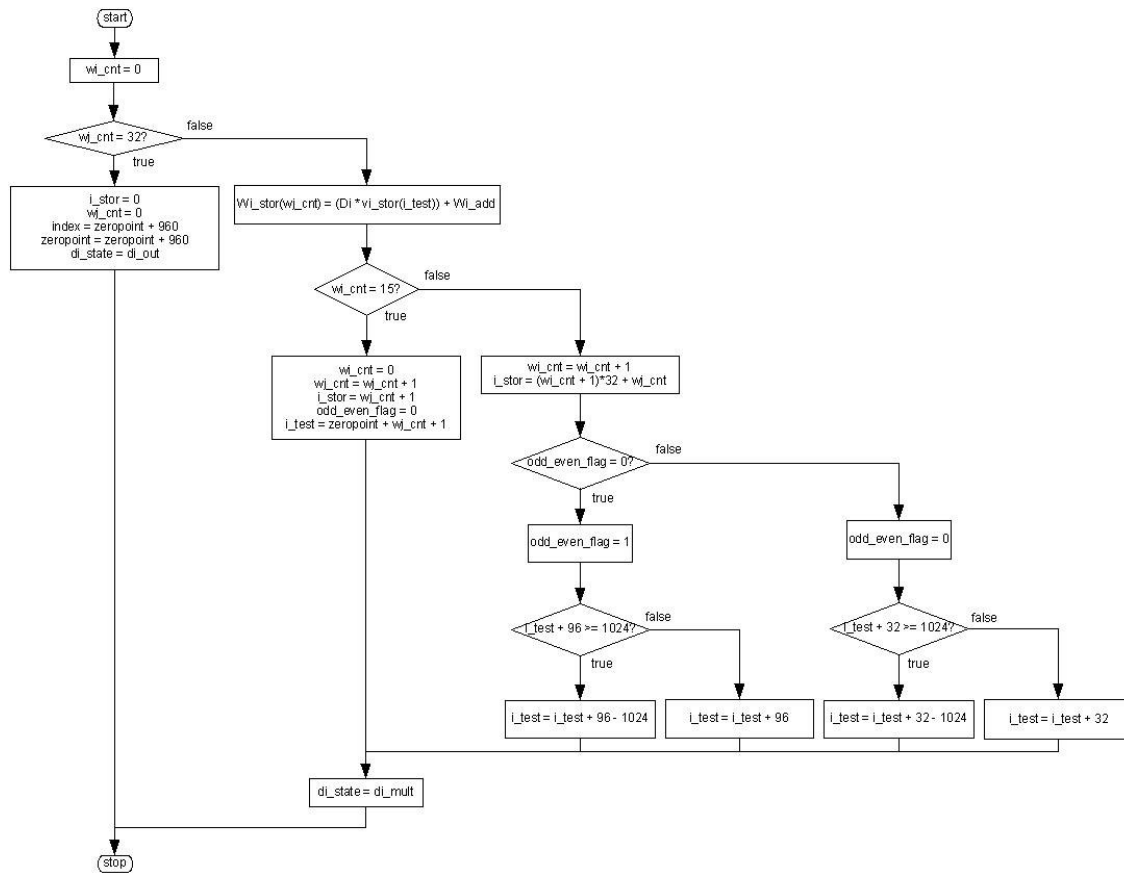 start
wi_cnt = 0
wj_cnt = 32?
false
true
i_stor = 0
wj_cnt = 0
index = zeropoint + 960
zeropoint = zeropoint + 960
di_state = di_out
Wi_stor(wj_cnt) = (Di * vi_stor(i_test)) + Wi_add
wi_cnt = 15?
false
true
wi_cnt = 0
wj_cnt = wj_cnt + 1
i_stor = wj_cnt + 1
odd_even_flag = 0
i_test = zeropoint + wj_cnt + 1
wi_cnt = wi_cnt + 1
i_stor = (wi_cnt + 1)*32 + wj_cnt
odd_even_flag = 0?
false
true
odd_even_flag = 1
odd_even_flag = 0
i_test + 96 >= 1024?
false
true
i_test + 32 >= 1024?
false
true
i_test = i_test + 96 - 1024
i_test = i_test + 96
i_test = i_test + 32 - 1024
i_test = i_test + 32
di_state = di_mult
stop